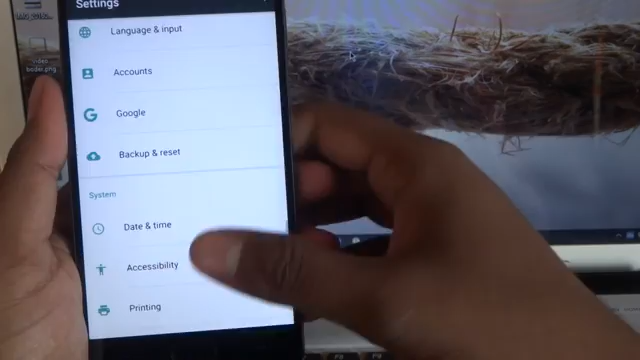 Settings
Language & input
Accounts
Google
Backup & reset
System
Date & time
Accessibility
Printing